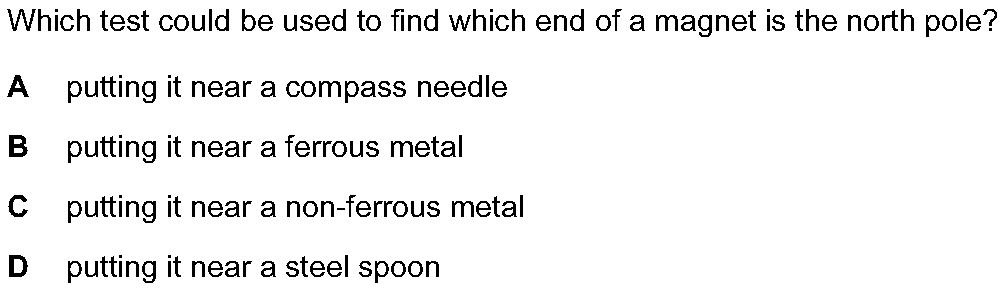 Which test could be used to find which end of a magnet is the north pole?
A putting it near a compass needle
B putting it near a ferrous metal
C putting it near a non-ferrous metal
D putting it near a steel spoon